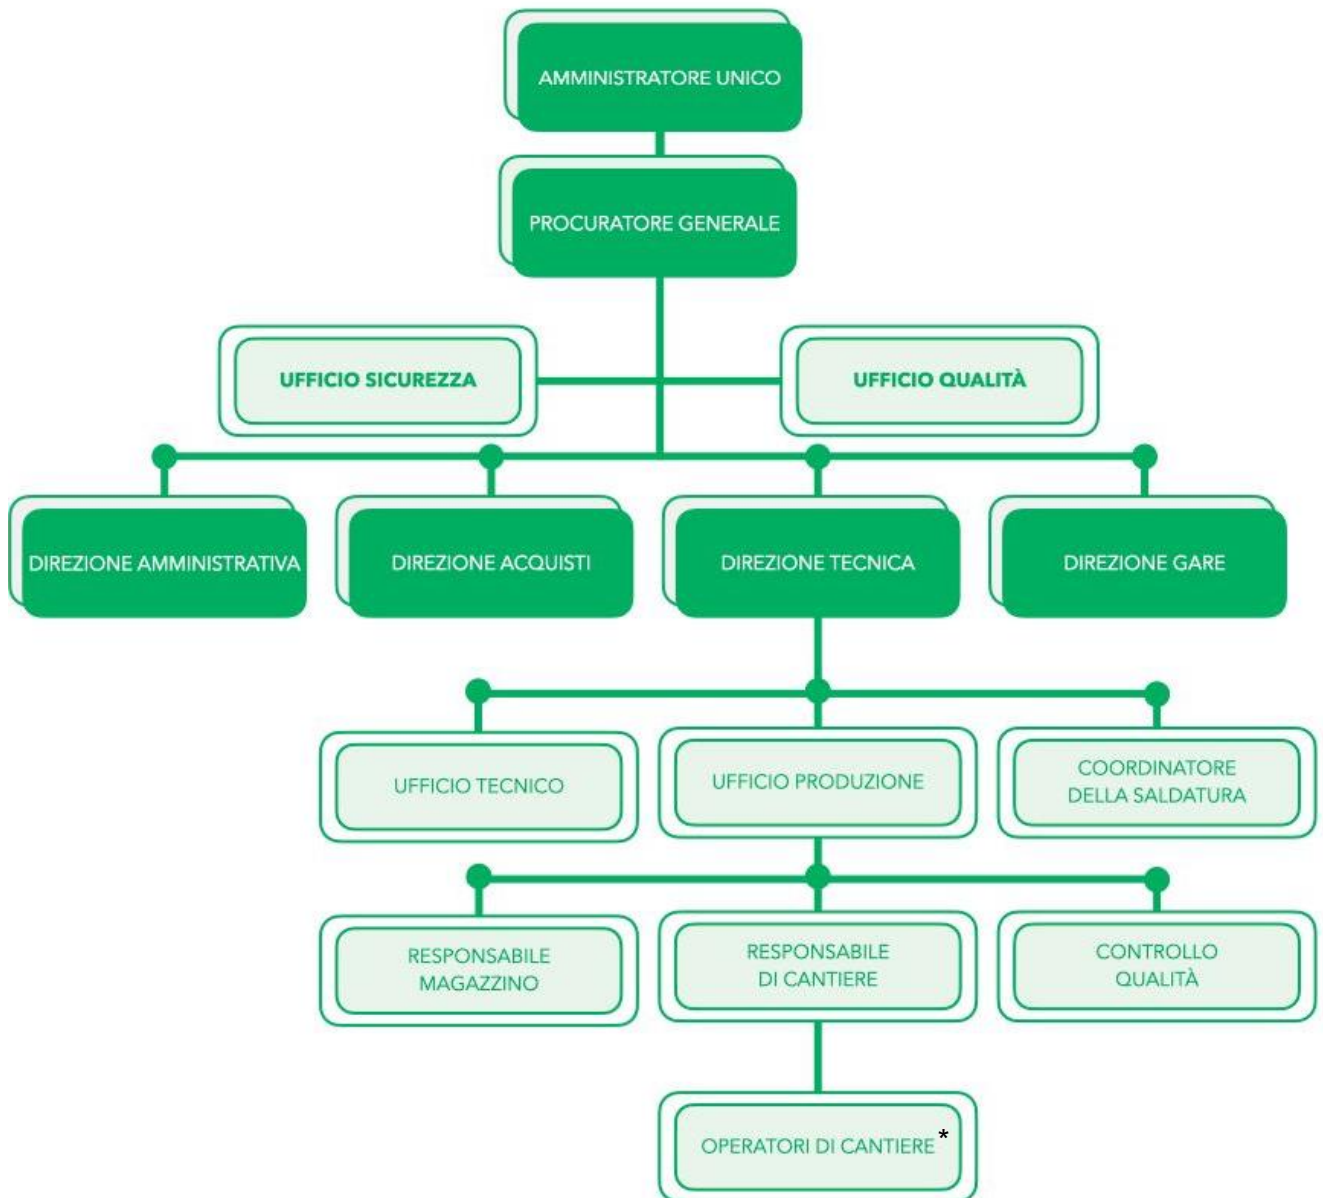 AMMINISTRATORE UNICO
PROCURATORE GENERALE
UFFICIO SICUREZZA
UFFICIO QUALITÀ
DIREZIONE AMMINISTRATIVA
DIREZIONE ACQUISTI
DIREZIONE TECNICA
DIREZIONE GARE
UFFICIO TECNICO
UFFICIO PRODUZIONE
COORDINATORE
DELLA SALDATURA
RESPONSABILE
MAGAZZINO
RESPONSABILE
DI CANTIERE
CONTROLLO
QUALITÀ
OPERATORI DI CANTIERE *